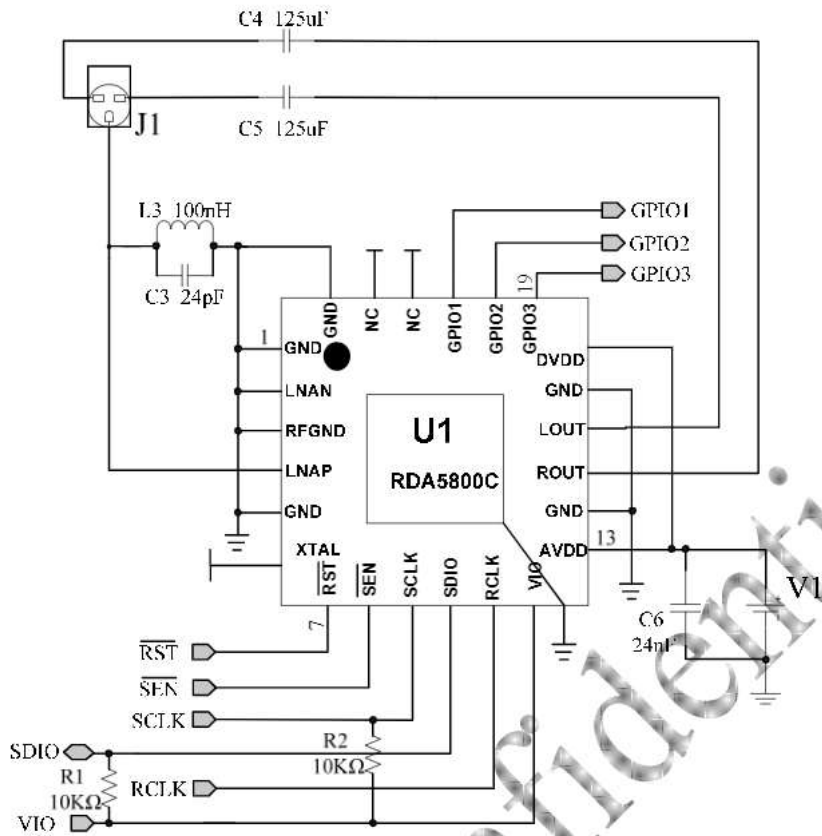 C4 125uF
J1
C5 125uF
L3 100nH
C3 24pF
GPIO1
GPIO2
GPIO3
19
GND
NC
NC
GPIO1
GPIO2
GPIO3
1
GND
LNAN
RFGND
LNAP
GND
XTAL
DVDD
GND
LOUT
ROUT
GND
AVDD
13
U1
RDA5800C
RST
SEN
SCLK
SDIO
RCLK
VIO
7
V1
C6
24nF
RST
SEN
SCLK
SDIO
R2
10KΩ
R1
10KΩ
RCLK
VIO
fidenti